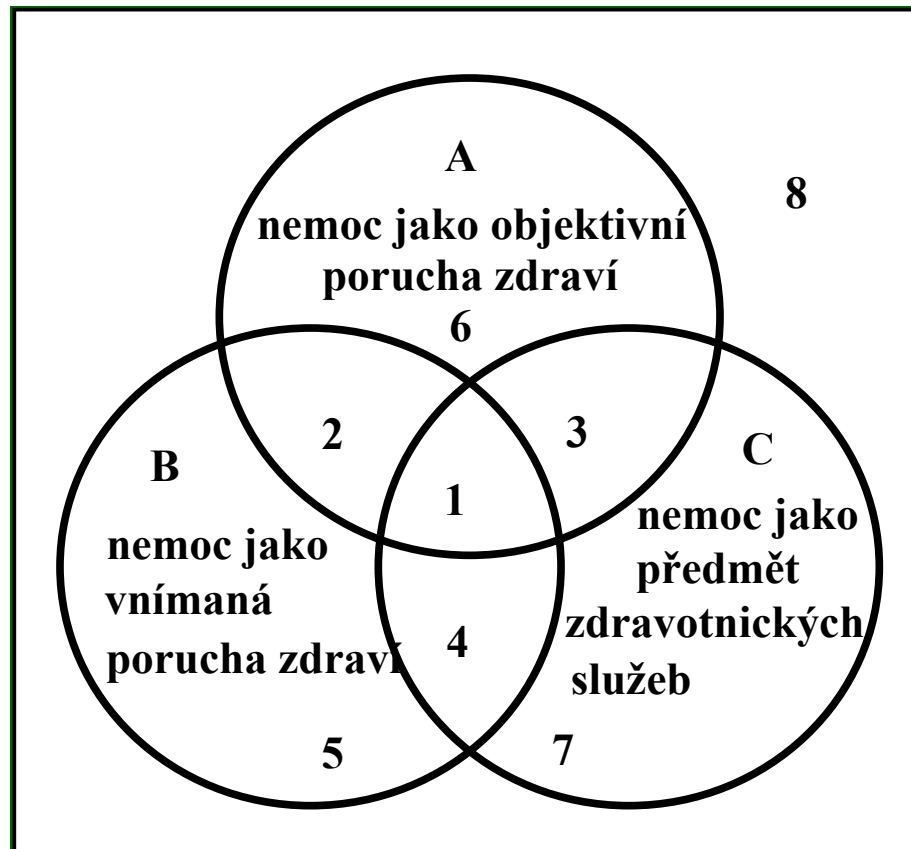 A
8
nemoc jako objektivní
porucha zdraví
6
2
3
B
C
1
nemoc jako
vnímaná
porucha zdraví
nemoc jako
předmět
zdravotnických
služeb
4
5
7